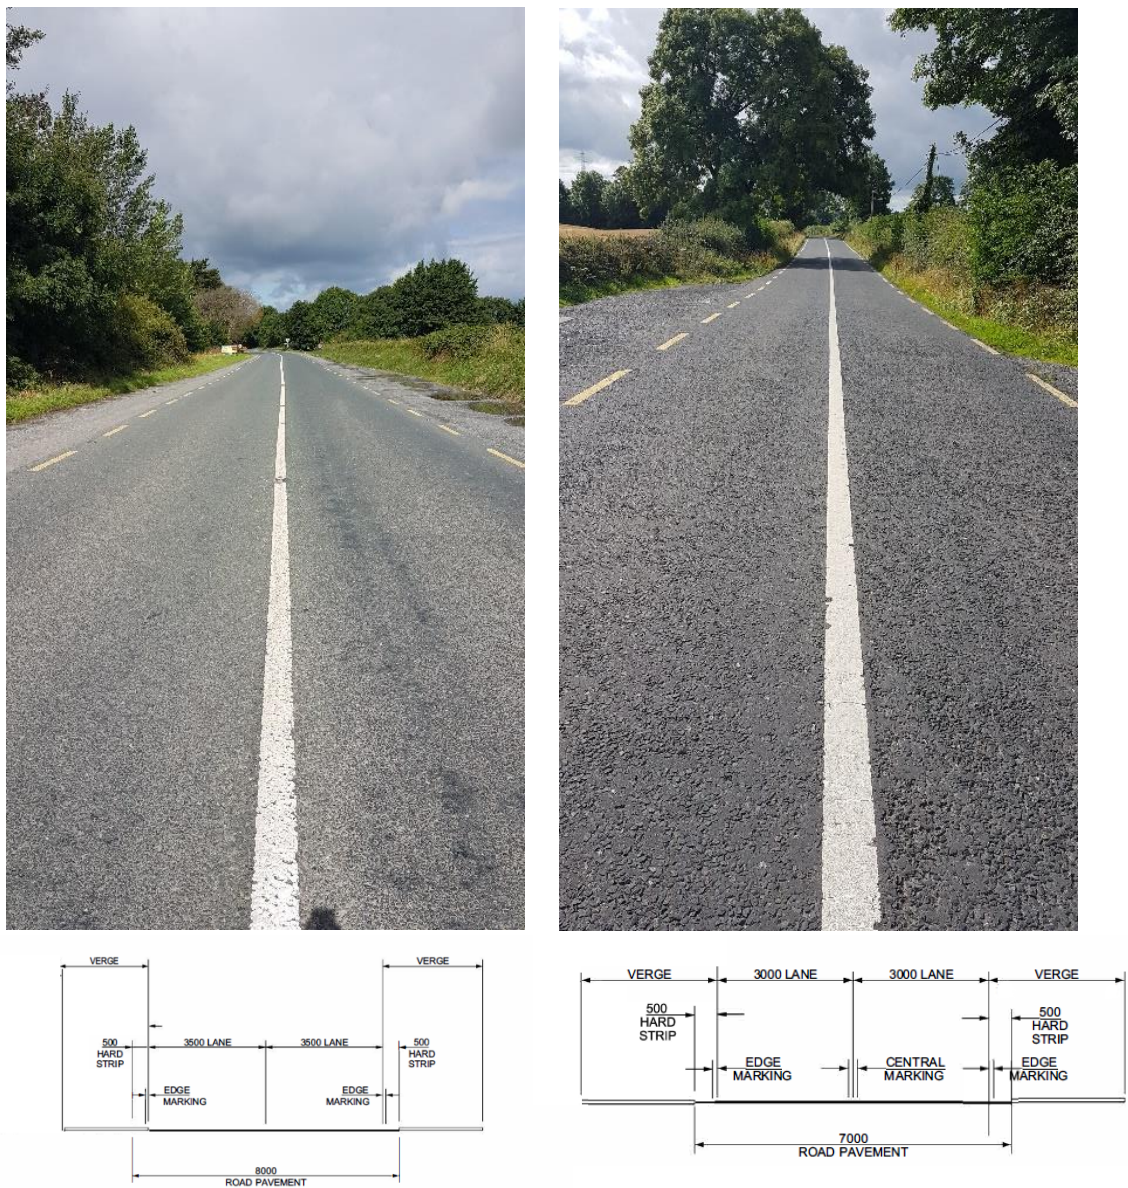 VERGE
VERGE
500
HARD
STRIP
3500 LANE
3500 LANE
500
HARD
STRIP
EDGE
MARKING
EDGE
MARKING
8000
ROAD PAVEMENT
VERGE
3000 LANE
3000 LANE
VERGE
500
HARD
STRIP
500
HARD
STRIP
EDGE
MARKING
CENTRAL
MARKING
EDGE
MARKING
7000
ROAD PAVEMENT